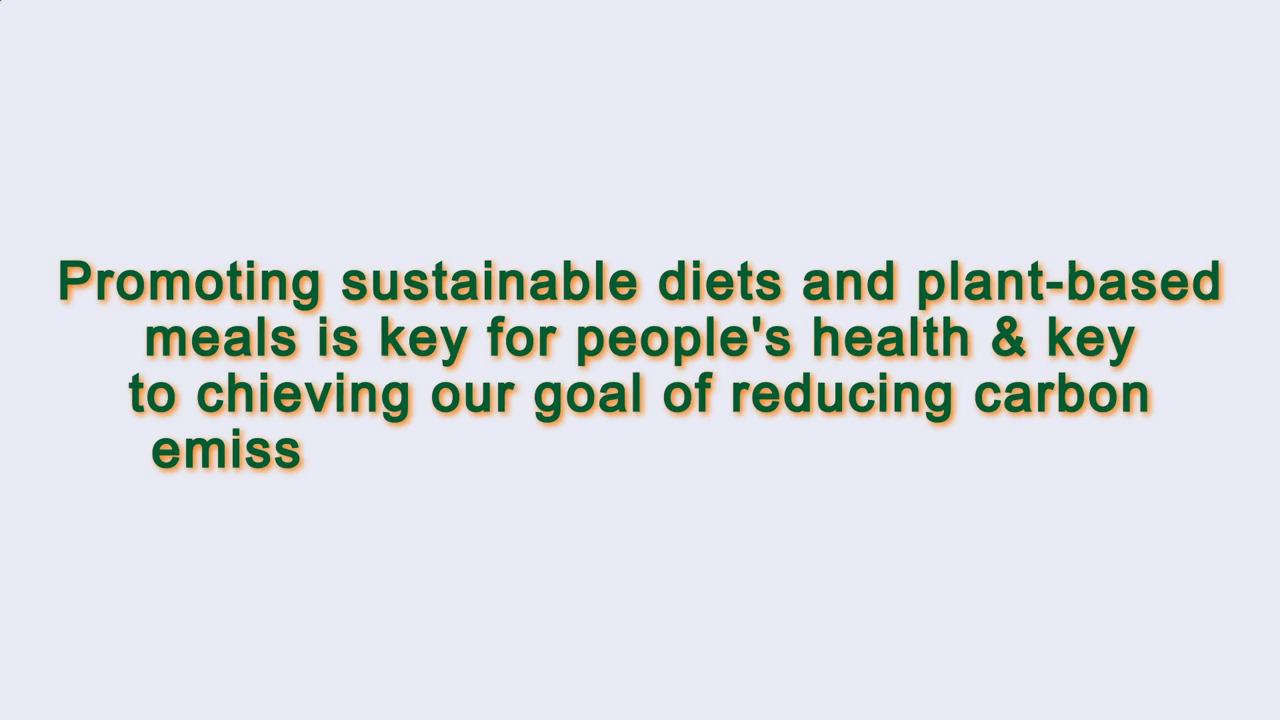 Promoting sustainable diets and plant-based
meals is key for people's health & key
to chieving our goal of reducing carbon
emiss